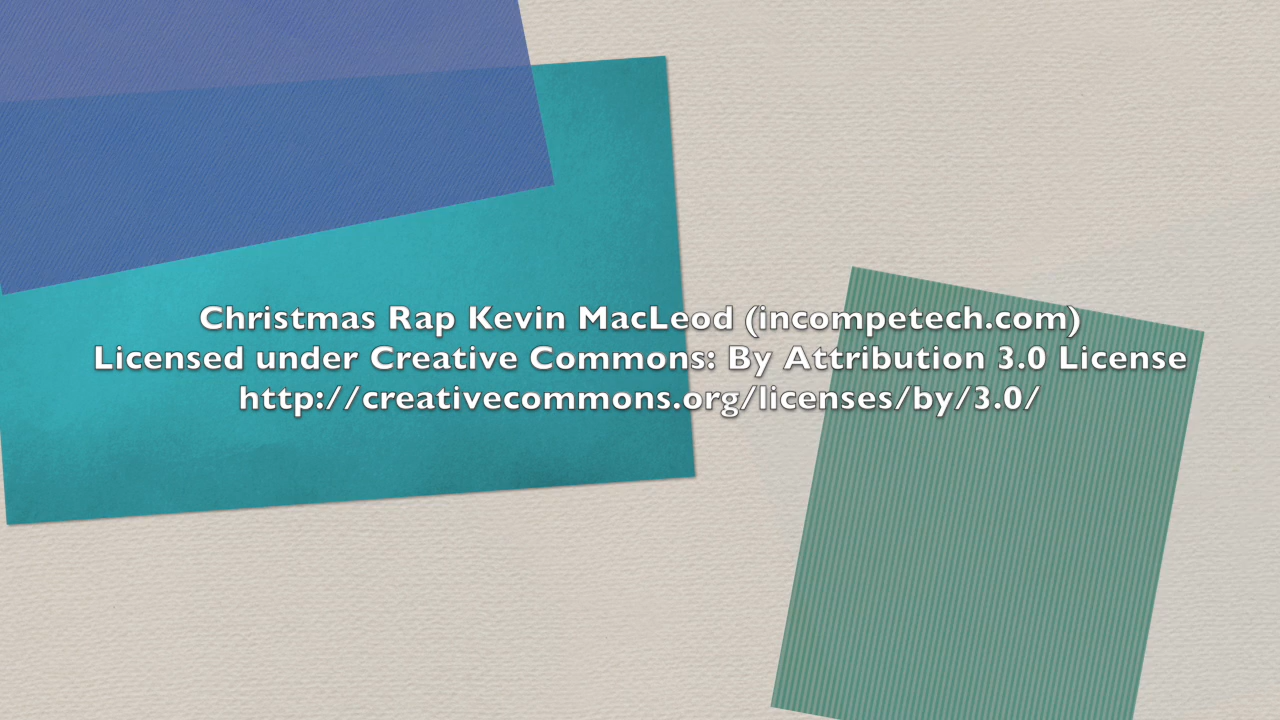 Christmas Rap Kevin MacLeod (incompetech.com)
Licensed under Creative Commons: By Attribution 3.0 License
http://creativecommons.org/licenses/by/3.0/